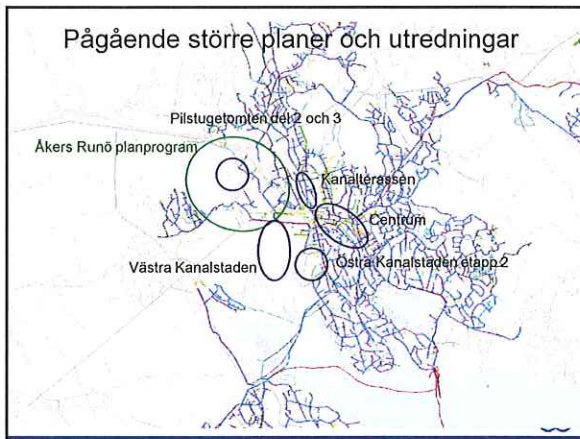 Pågående större planer och utredningar
Pilstugetomten del 2 och 3
Åkers Runö planprogram
Kanalterassen
Centrum
Västra Kanalstaden
Östra Kanalstaden etapp 2